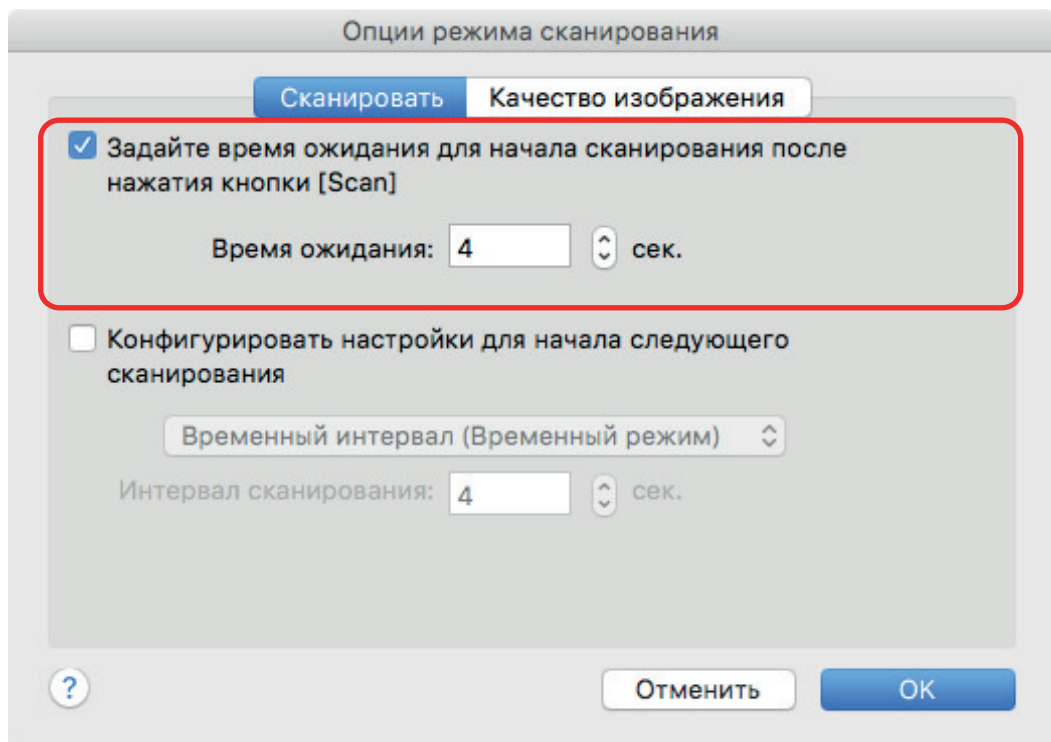 Опции режима сканирования
Сканировать Качество изображения
Задайте время ожидания для начала сканирования после
нажатия кнопки [Scan]
Время ожидания: 4 сек.
Конфигурировать настройки для начала следующего
сканирования
Временный интервал (Временный режим)
Интервал сканирования: 4 сек.
? Отменить OK